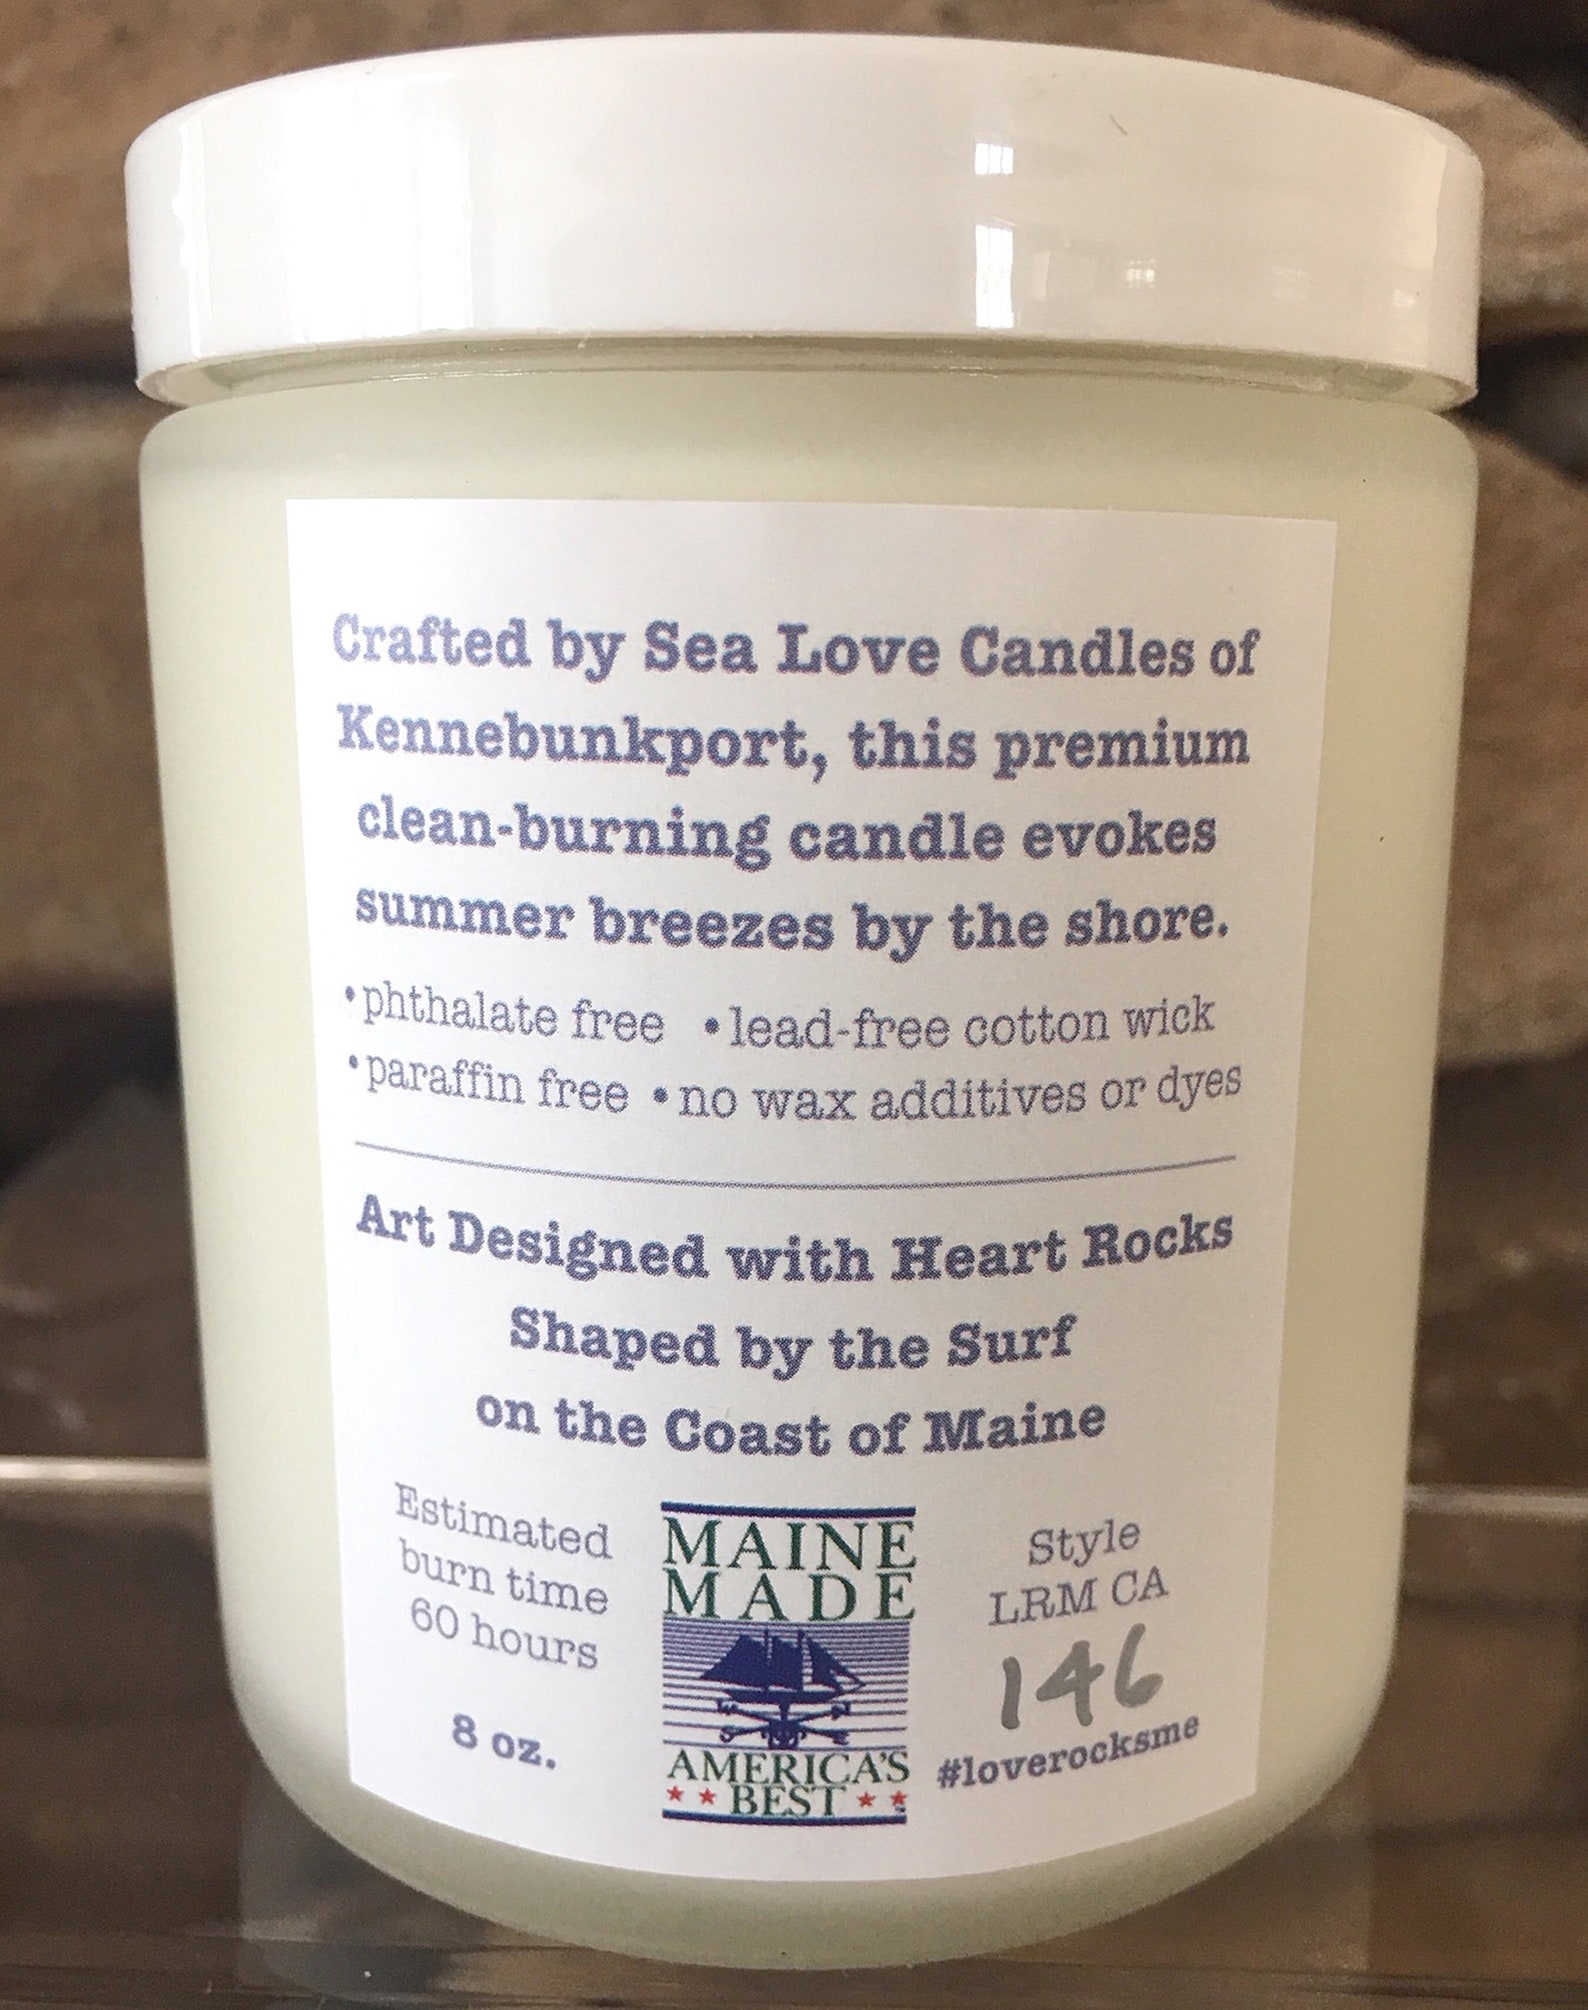 Crafted by Sea Love Candles of
Kennebunkport, this premium
clean-burning candle evokes
summer breezes by the shore.
•phthalate free •lead-free cotton wick
•paraffin free •no wax additives or dyes
Art Designed with Heart Rocks
Shaped by the Surf
on the Coast of Maine
Estimated
burn time
60 hours
8 oz.
MAINE
MADE
AMERICA'S
BEST
Style
LRM CA
146
#loverocksme